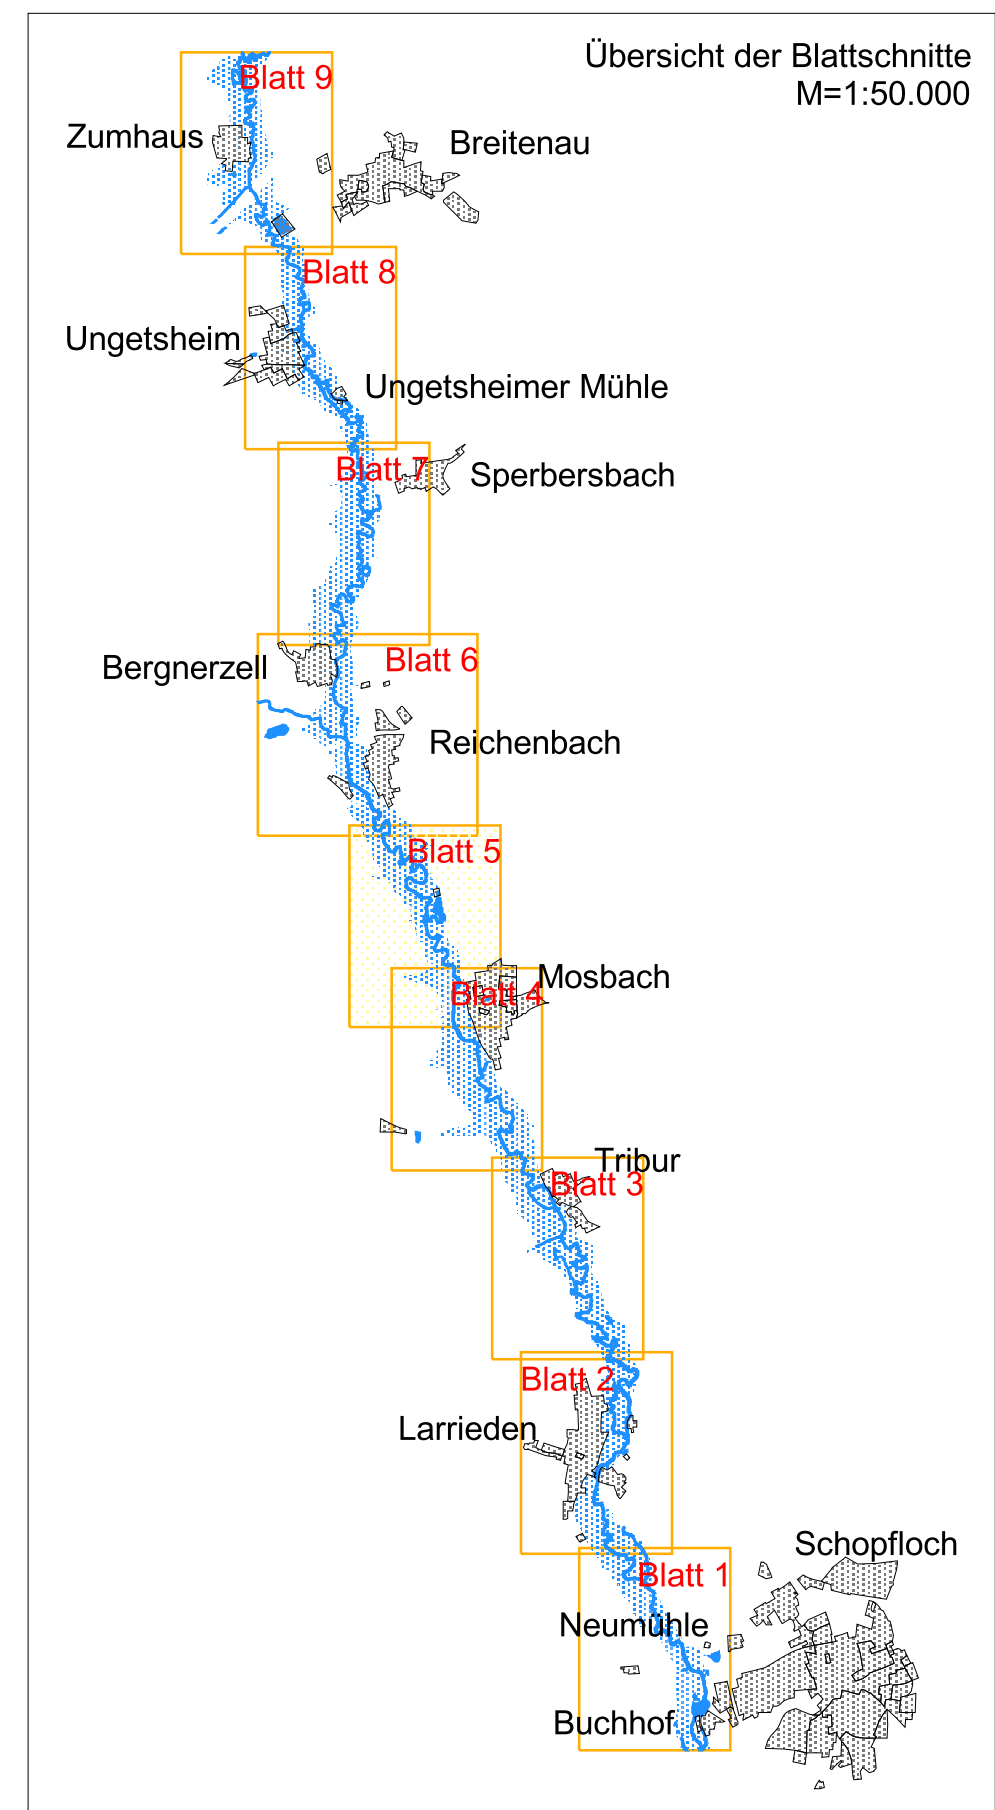 Übersicht der Blattschnitte
M=1:50.000
Blatt 9
Zumhaus
Breitenau
Blatt 8
Ungetsheim
Ungetsheimer Mühle
Blatt 7
Sperbersbach
Blatt 6
Bergnerzell
Reichenbach
Blatt 5
Mosbach
Blatt 4
Tribur
Blatt 3
Blatt 2
Larrieden
Schopfloch
Blatt 1
Neumühle
Buchhof